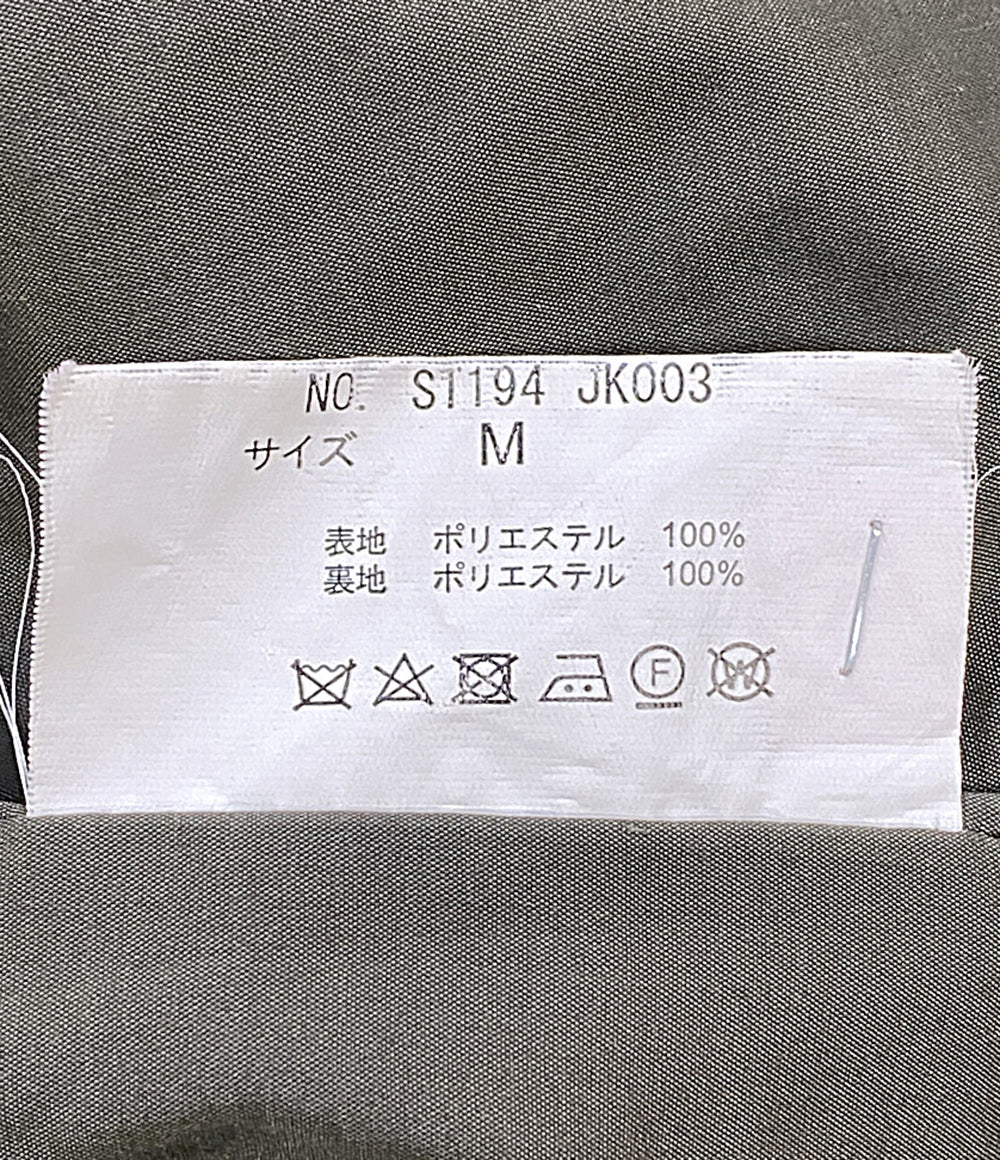 NO. S1194 JK003
サイズ M
表地 ポリエステル 100%
裏地 ポリエステル 100%
F W